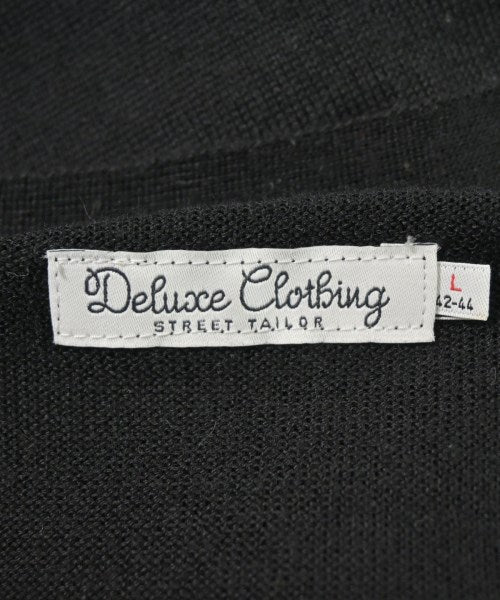 Deluxe Clothing
STREET TAILOR
L
42-44